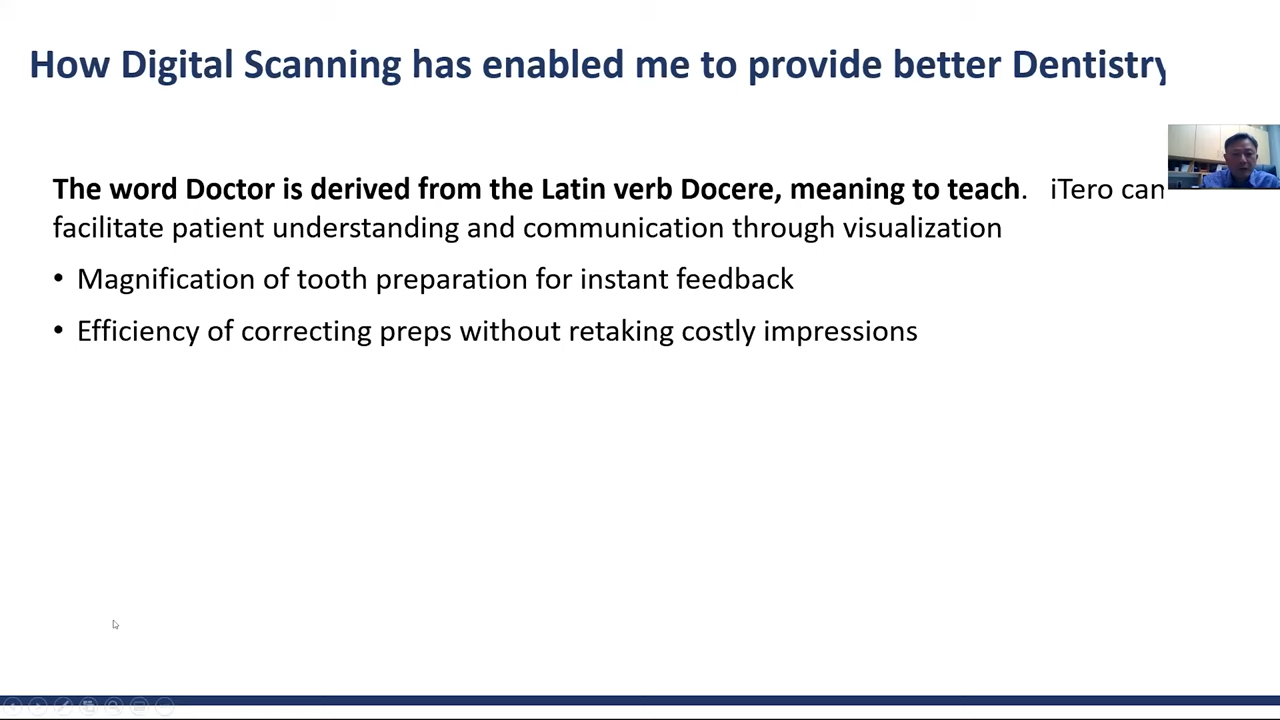 How Digital Scanning has enabled me to provide better Dentistry
The word Doctor is derived from the Latin verb Docere, meaning to teach. iTero can
facilitate patient understanding and communication through visualization
• Magnification of tooth preparation for instant feedback
• Efficiency of correcting preps without retaking costly impressions